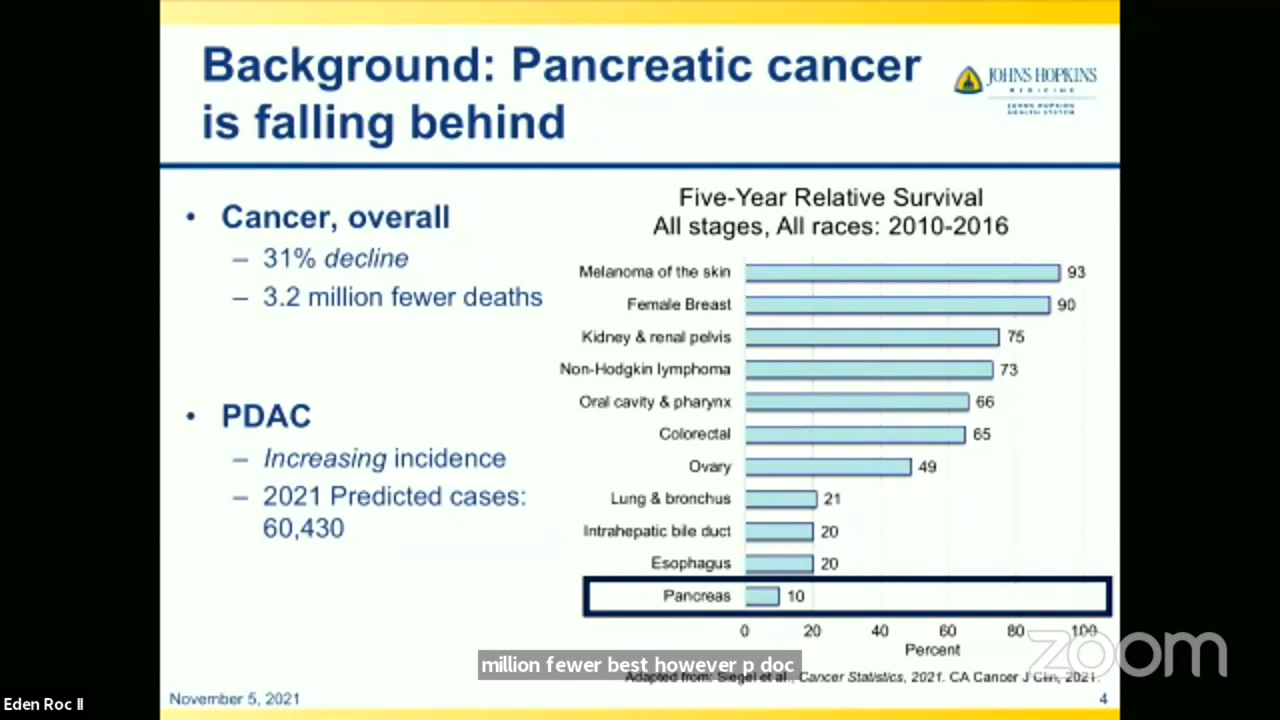 Background: Pancreatic cancer
is falling behind
JOHNS HOPKINS
MEDICINE
JOHNS HOPKINS
HEALTH SYSTEM
• Cancer, overall
– 31% decline
– 3.2 million fewer deaths
• PDAC
– Increasing incidence
– 2021 Predicted cases:
60,430
Five-Year Relative Survival
All stages, All races: 2010-2016
Melanoma of the skin 93
Female Breast 90
Kidney & renal pelvis 75
Non-Hodgkin lymphoma 73
Oral cavity & pharynx 66
Colorectal 65
Ovary 49
Lung & bronchus 21
Intrahepatic bile duct 20
Esophagus 20
Pancreas 10
0 20 40 60 80 100
Percent
zoom
million fewer best however p doc
Adapted from: Siegel et al., Cancer Statistics, 2021. CA Cancer J Clin, 2021.
November 5, 2021
4
Eden Roc II